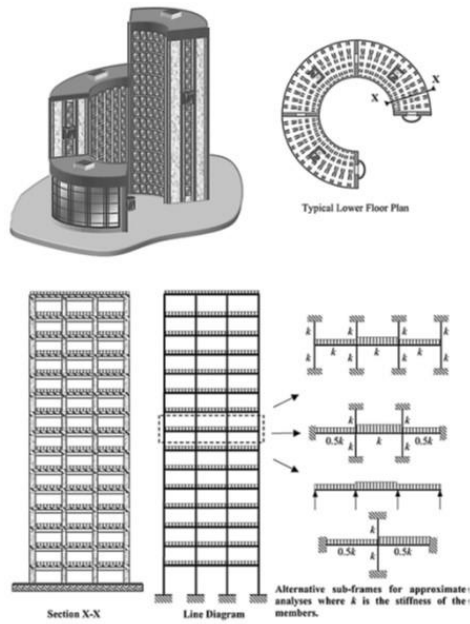 X
X
Typical Lower Floor Plan
k k k k
k k k
k k k k
k k
0.5k k 0.5k
k k
k
0.5k k 0.5k
Section X-X
Line Diagram
Alternative sub-frames for approximate
analyses where k is the stiffness of the
members.